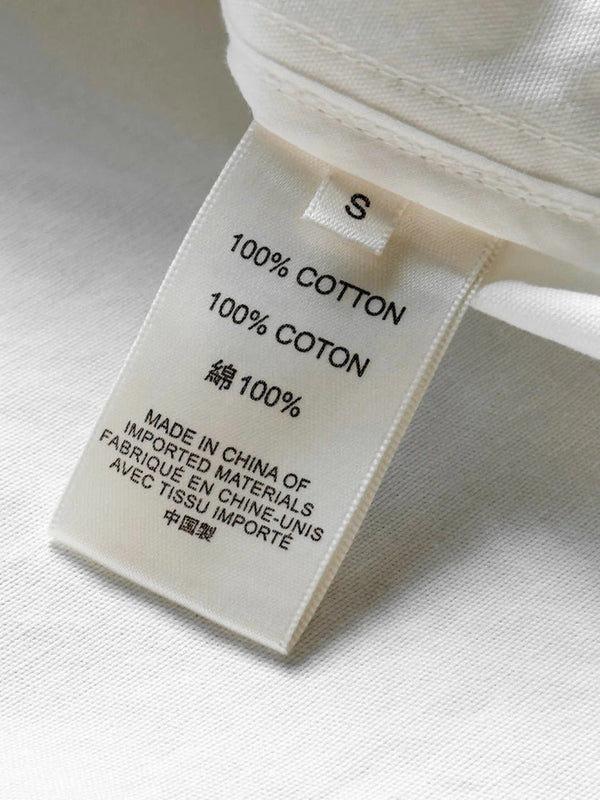 S
100% COTTON
100% COTON
綿 100%
MADE IN CHINA OF
IMPORTED MATERIALS
FABRIQUÉ EN CHINE-UNIS
AVEC TISSU IMPORTÉ
中国製